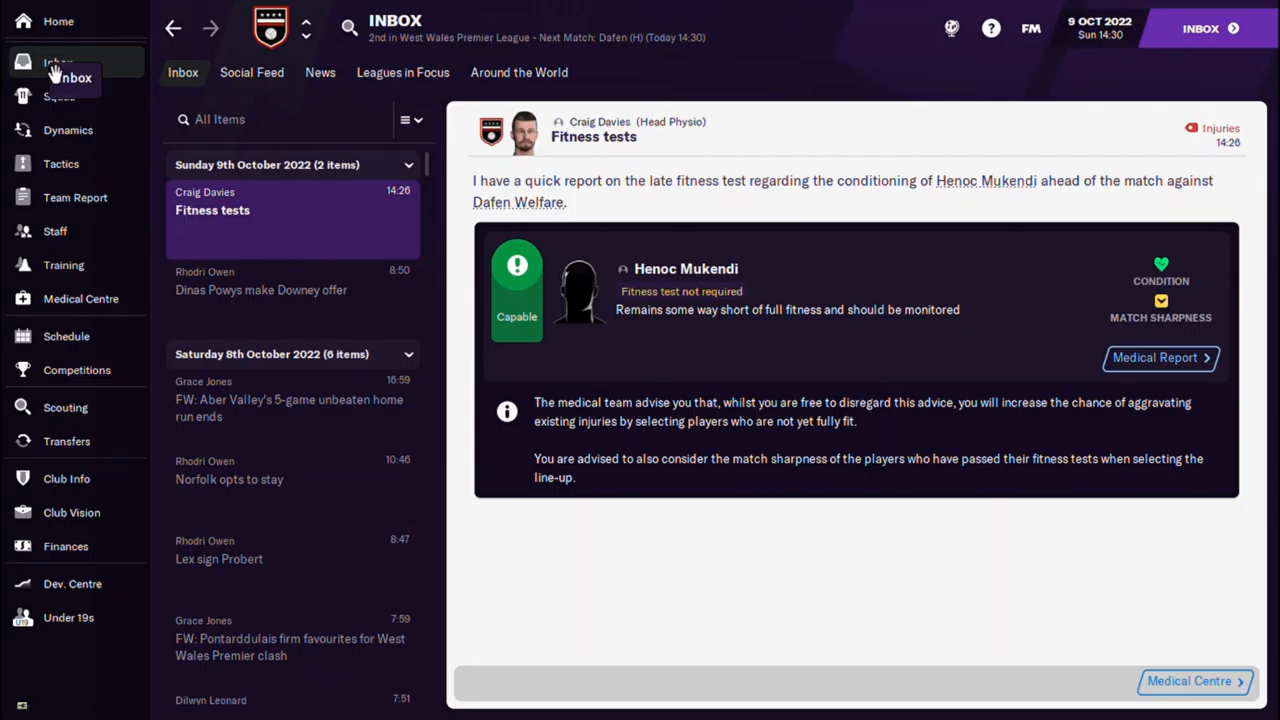 Home
Inbox
Inbox
Dynamics
Tactics
Team Report
Staff
Training
Medical Centre
Schedule
Competitions
Scouting
Transfers
Club Info
Club Vision
Finances
Dev. Centre
Under 19s
INBOX
2nd in West Wales Premier League - Next Match: Dafen (H) (Today 14:30)
FM
9 OCT 2022
Sun 14:30
INBOX
Inbox
Social Feed
News
Leagues in Focus
Around the World
All Items
Sunday 9th October 2022 (2 items)
Craig Davies 14:26
Fitness tests
Rhodri Owen 8:50
Dinas Powys make Downey offer
Saturday 8th October 2022 (6 items)
Grace Jones 16:59
FW: Aber Valley's 5-game unbeaten home
run ends
Rhodri Owen 10:46
Norfolk opts to stay
Rhodri Owen 8:47
Lex sign Probert
Grace Jones 7:59
FW: Pontarddulais firm favourites for West
Wales Premier clash
Dilwyn Leonard 7:51
Craig Davies (Head Physio)
Fitness tests
Injuries
14:26
I have a quick report on the late fitness test regarding the conditioning of Henoc Mukendi ahead of the match against
Dafen Welfare.
Capable
Henoc Mukendi
Fitness test not required
Remains some way short of full fitness and should be monitored
CONDITION
MATCH SHARPNESS
Medical Report
The medical team advise you that, whilst you are free to disregard this advice, you will increase the chance of aggravating
existing injuries by selecting players who are not yet fully fit.
You are advised to also consider the match sharpness of the players who have passed their fitness tests when selecting the
line-up.
Medical Centre